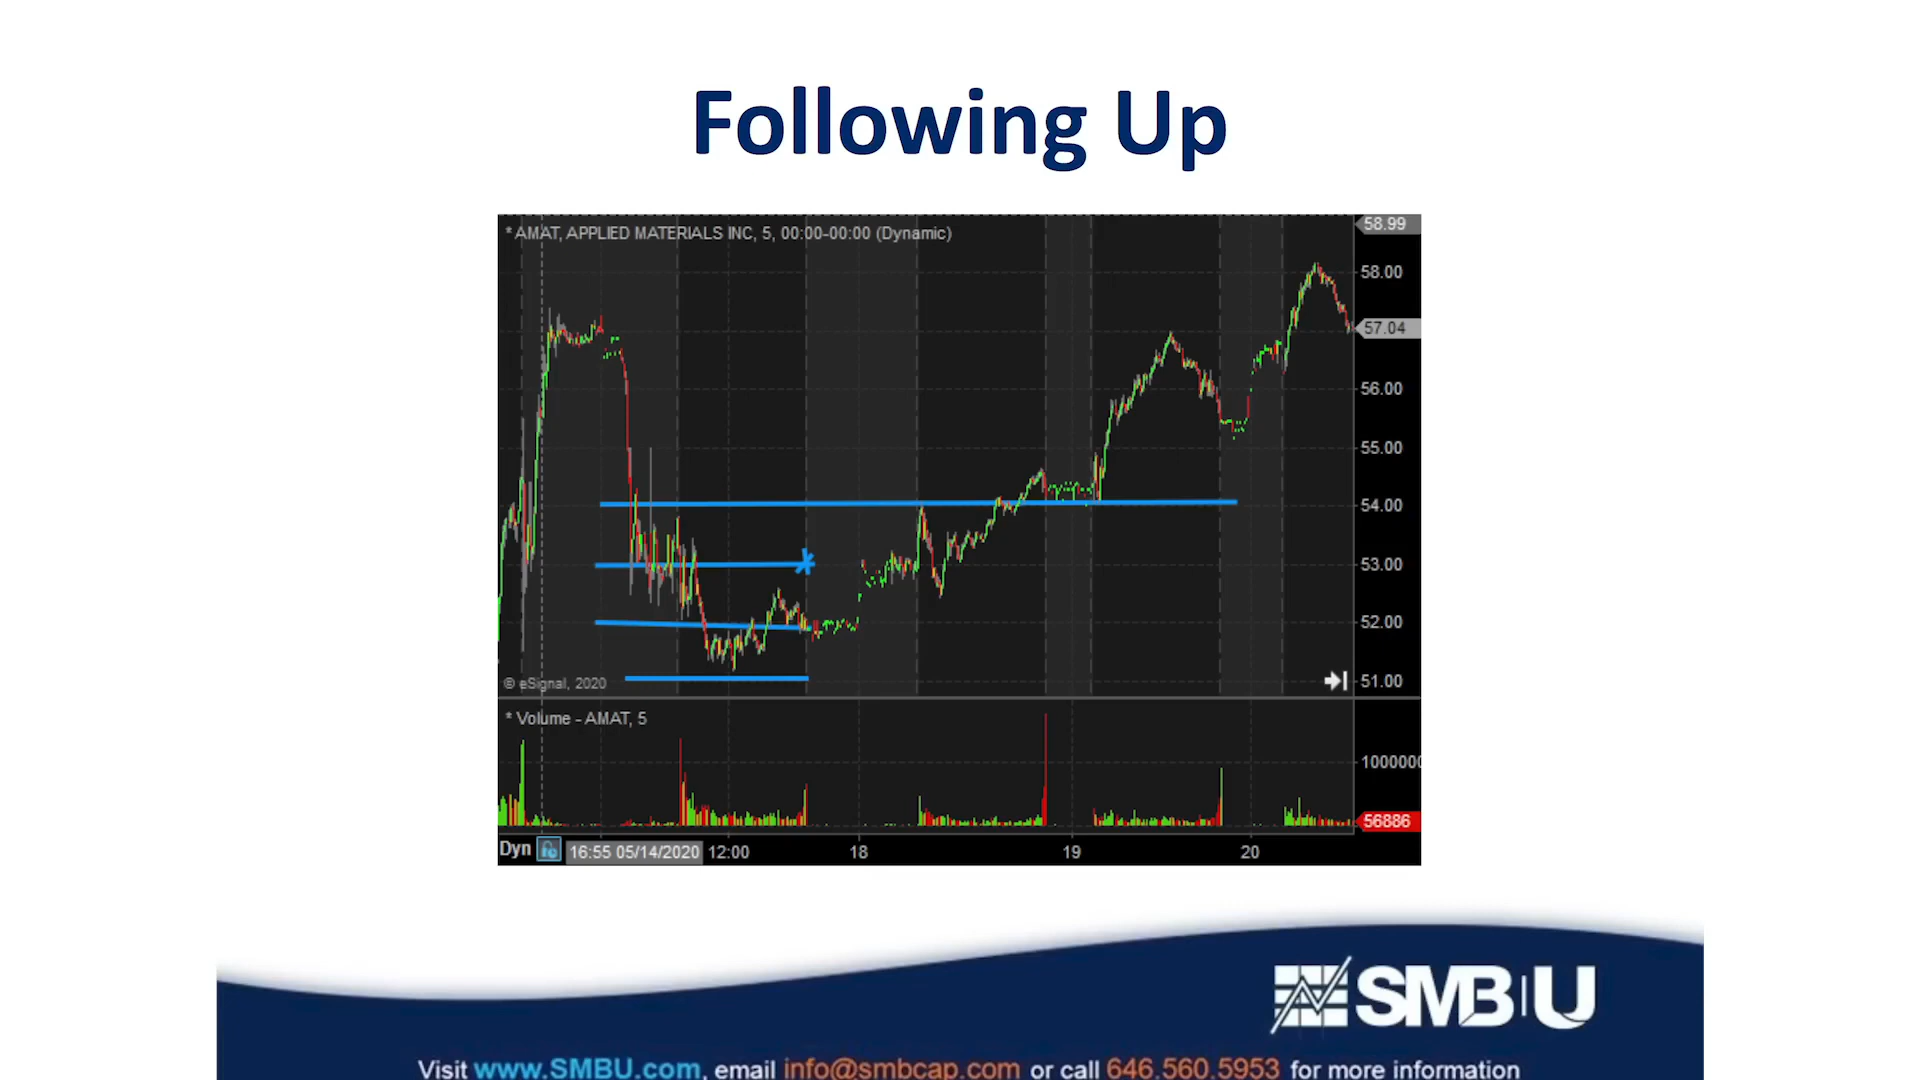 Following Up
* AMAT, APPLIED MATERIALS INC, 5, 00:00-00:00 (Dynamic)
58.99
58.00
57.04
56.00
55.00
54.00
53.00
52.00
51.00
© eSignal, 2020
* Volume - AMAT, 5
1000000
56886
Dyn 16:55 05/14/2020 12:00 18 19 20
SMB U
Visit www.SMBU.com, email info@smbcap.com or call 646.560.5953 for more information